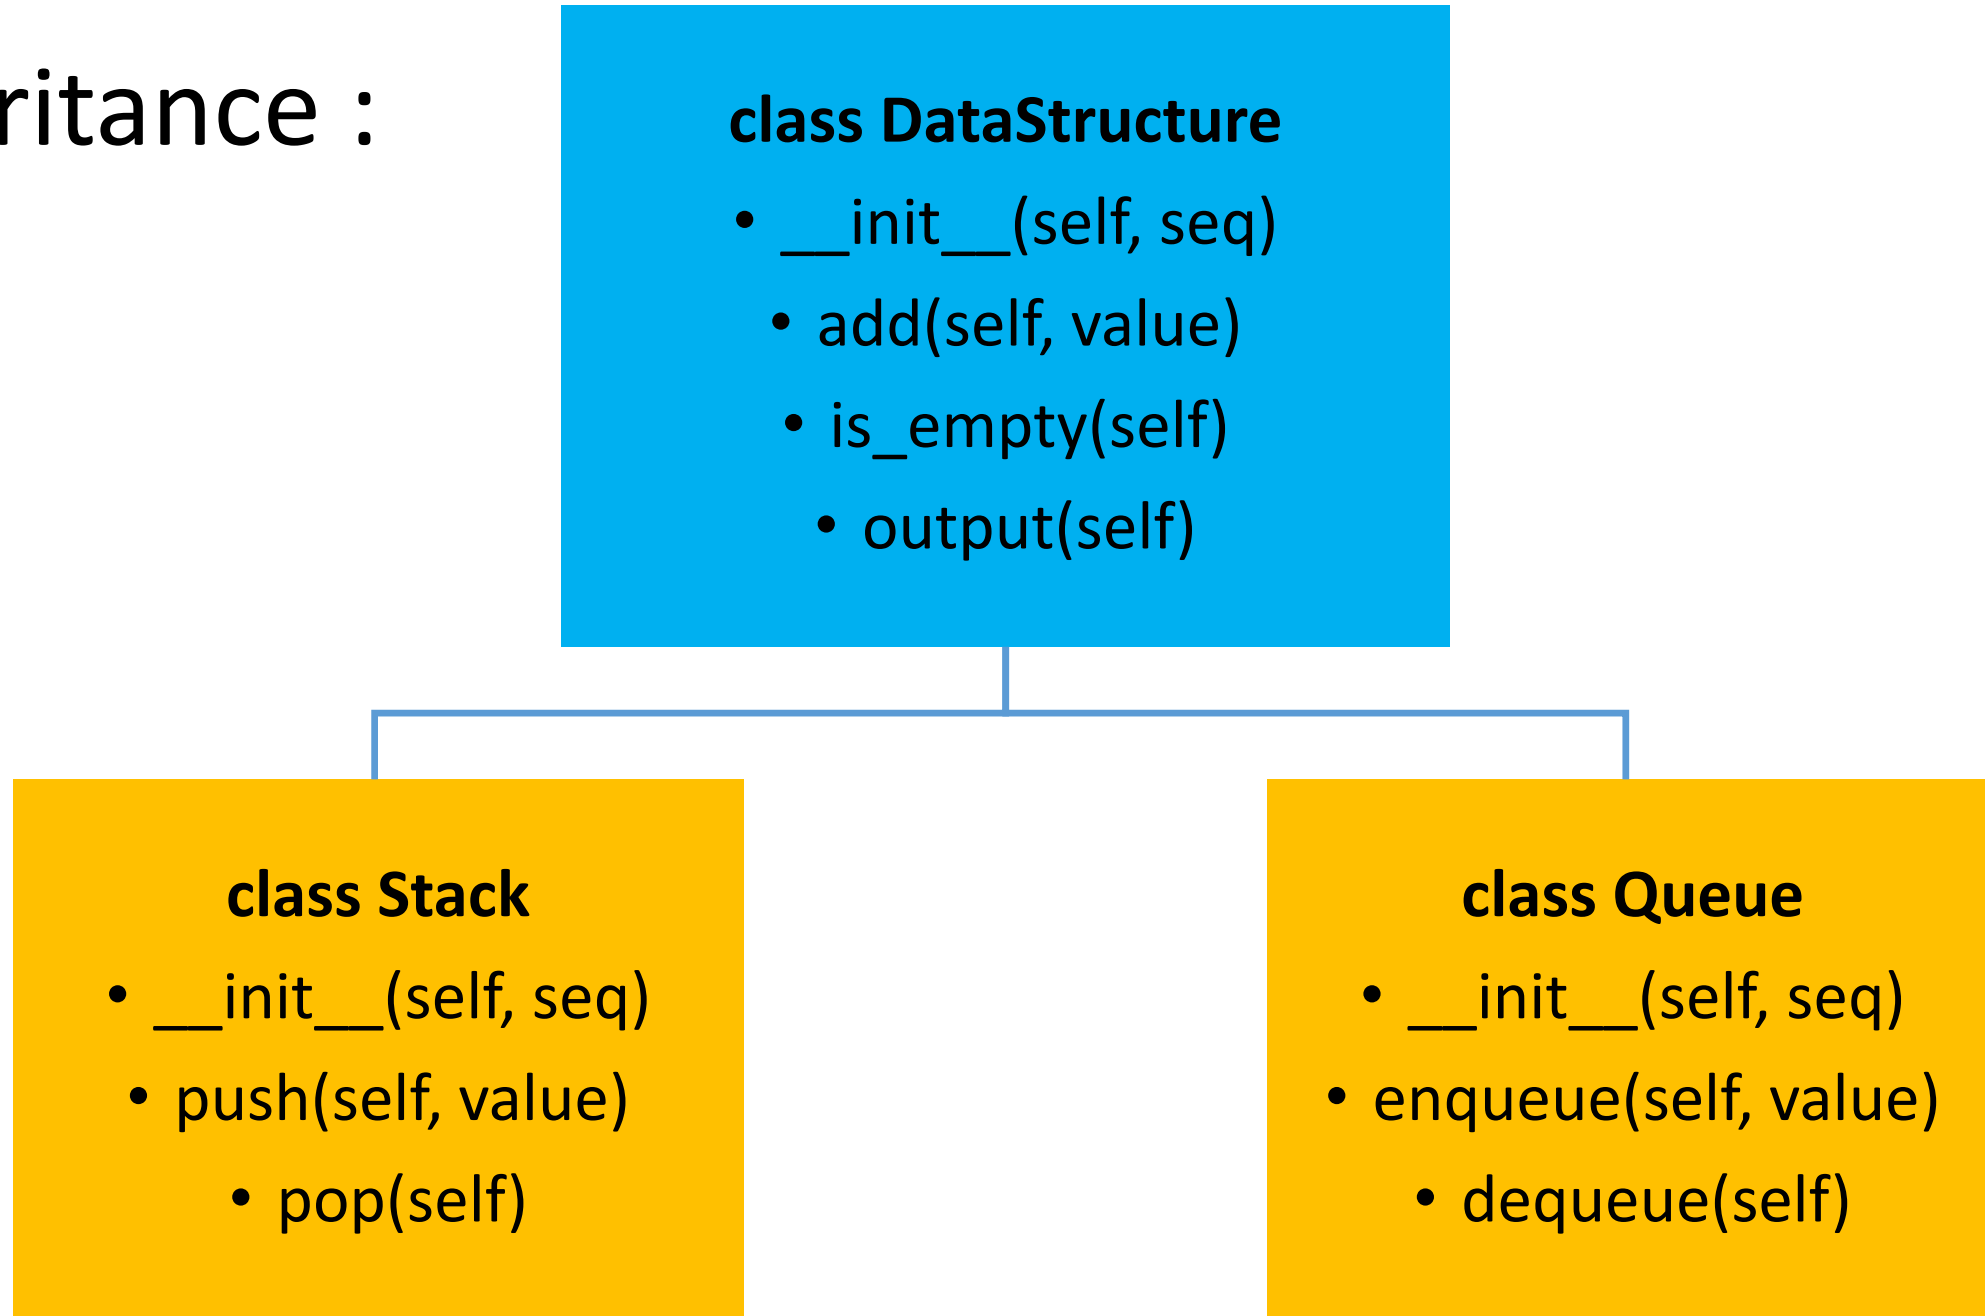 ritance :
class DataStructure
• __init__(self, seq)
• add(self, value)
• is_empty(self)
• output(self)
class Stack
• __init__(self, seq)
• push(self, value)
• pop(self)
class Queue
• __init__(self, seq)
• enqueue(self, value)
• dequeue(self)